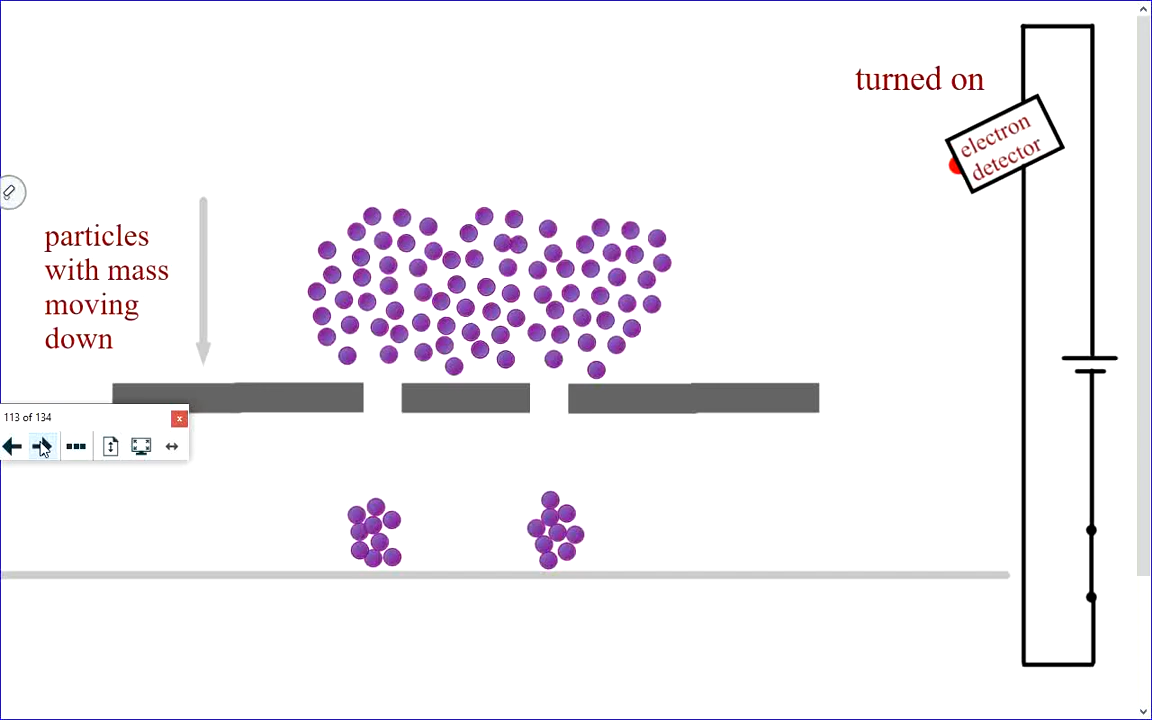 turned on
electron
detector
particles
with mass
moving
down
113 of 134
x